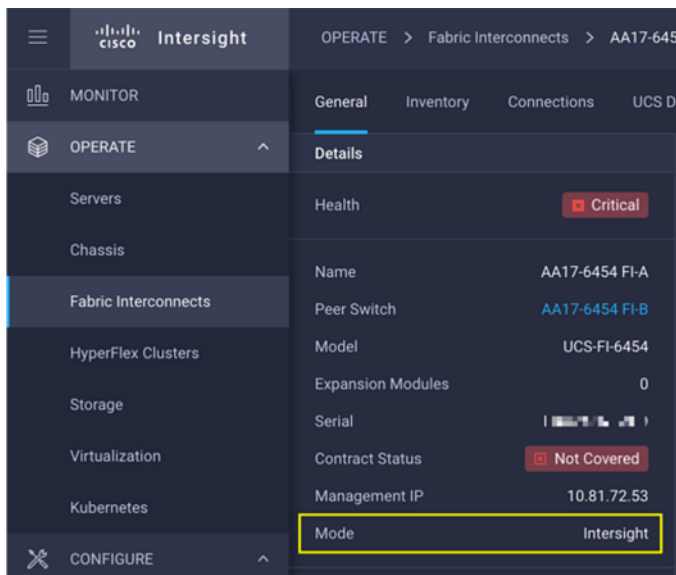 CISCO Intersight
OPERATE > Fabric Interconnects > AA17-645
MONITOR
OPERATE
Servers
Chassis
Fabric Interconnects
HyperFlex Clusters
Storage
Virtualization
Kubernetes
CONFIGURE
General Inventory Connections UCS D
Details
Health Critical
Name AA17-6454 FI-A
Peer Switch AA17-6454 FI-B
Model UCS-FI-6454
Expansion Modules 0
Serial
Contract Status Not Covered
Management IP 10.81.72.53
Mode Intersight